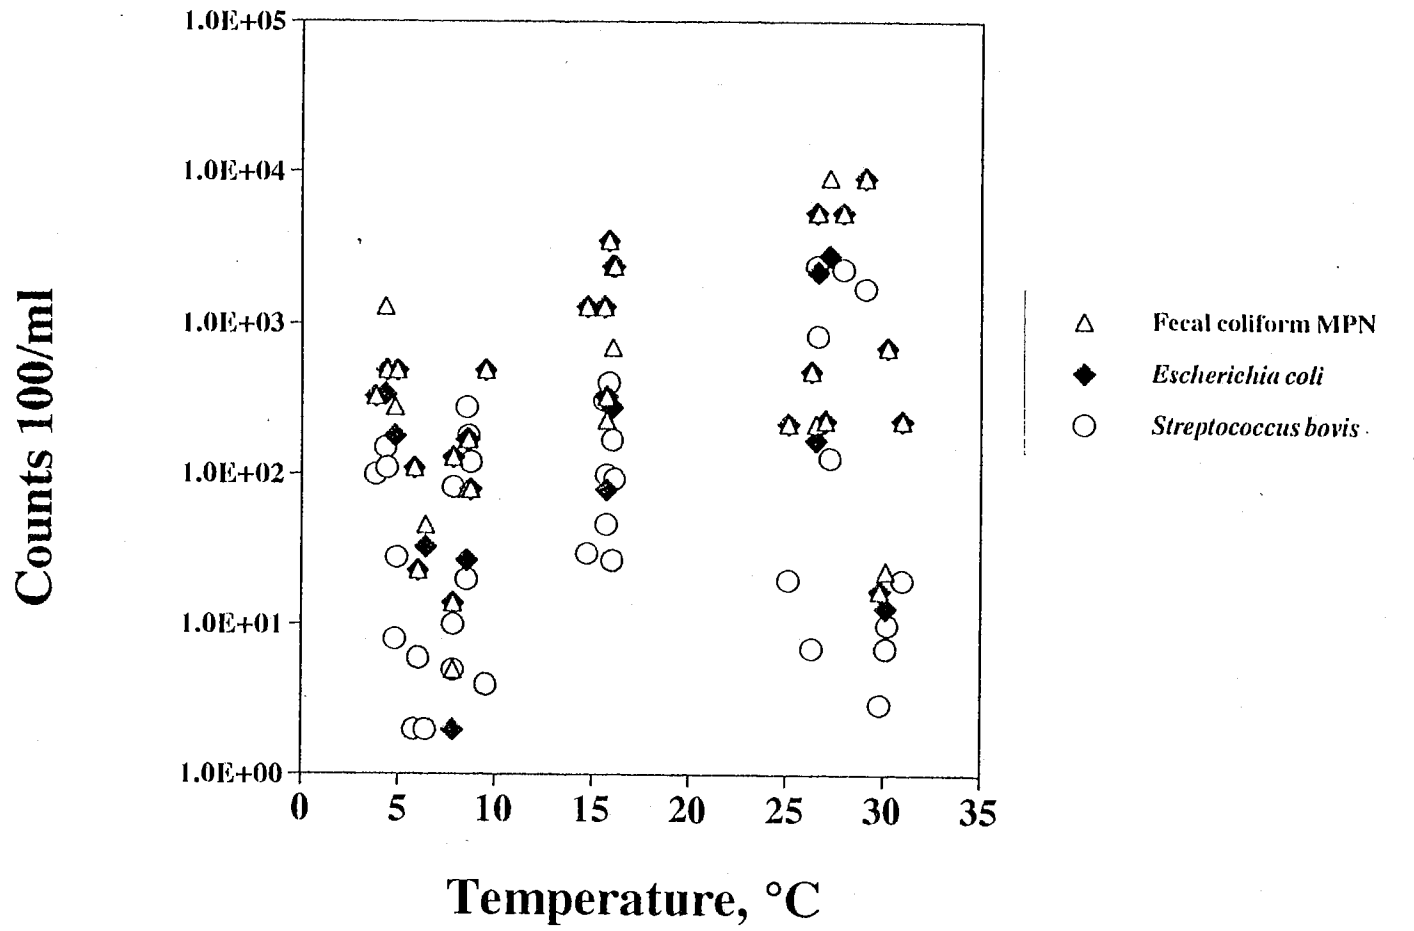 Counts 100/ml
1.0E+05
1.0E+04
1.0E+03
1.0E+02
1.0E+01
1.0E+00
0 5 10 15 20 25 30 35
Temperature, °C
Fecal coliform MPN
Escherichia coli
Streptococcus bovis